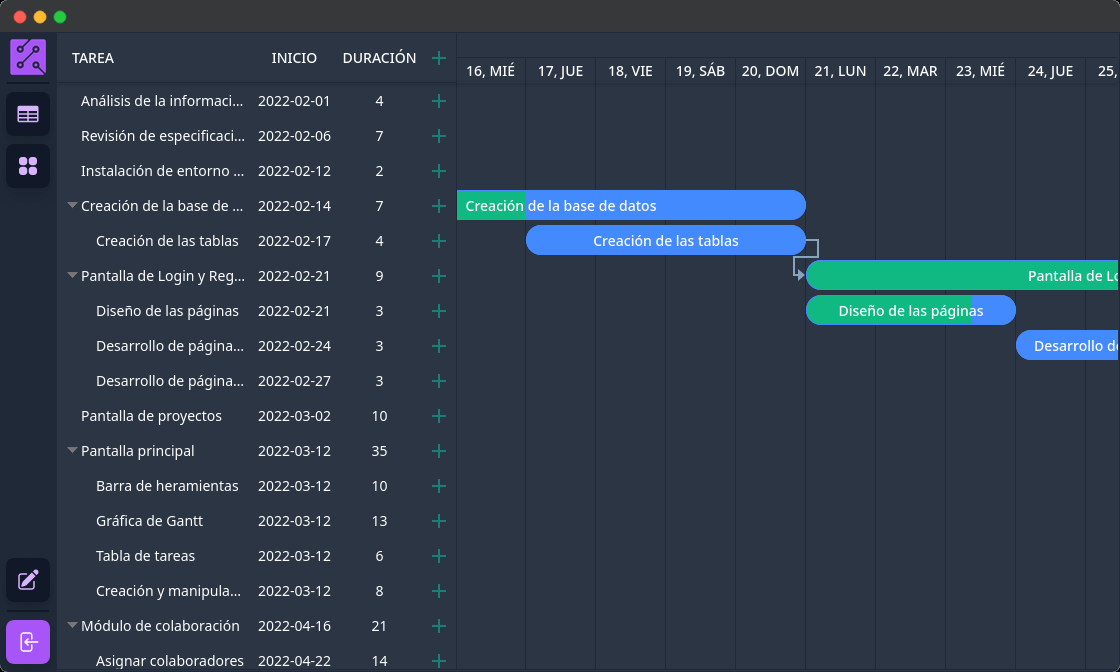 TAREA INICIO DURACIÓN
16, MIÉ 17, JUE 18, VIE 19, SÁB 20, DOM 21, LUN 22, MAR 23, MIÉ 24, JUE 25,
Análisis de la informaci... 2022-02-01 4
Revisión de especificaci... 2022-02-06 7
Instalación de entorno ... 2022-02-12 2
Creación de la base de ... 2022-02-14 7 Creación de la base de datos
Creación de las tablas 2022-02-17 4 Creación de las tablas
Pantalla de Login y Reg... 2022-02-21 9 Pantalla de Lo
Diseño de las páginas 2022-02-21 3 Diseño de las páginas
Desarrollo de página... 2022-02-24 3 Desarrollo de
Desarrollo de página... 2022-02-27 3
Pantalla de proyectos 2022-03-02 10
Pantalla principal 2022-03-12 35
Barra de heramientas 2022-03-12 10
Gráfica de Gantt 2022-03-12 13
Tabla de tareas 2022-03-12 6
Creación y manipula... 2022-03-12 8
Módulo de colaboración 2022-04-16 21
Asignar colaboradores 2022-04-22 14